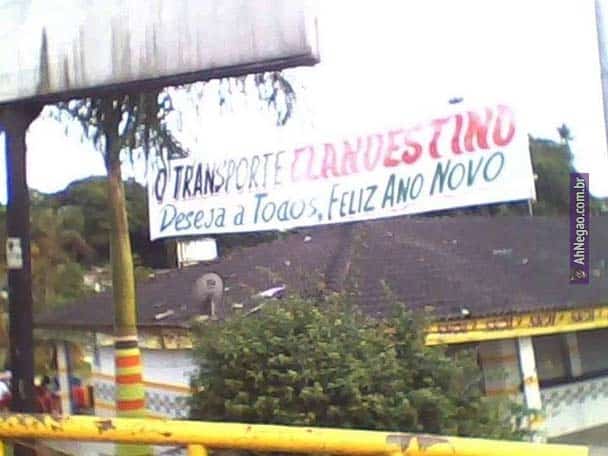 O TRANSPORTE CLANDESTINO
DESEJA A TODOS, FELIZ ANO NOVO
AhNegao.com.br